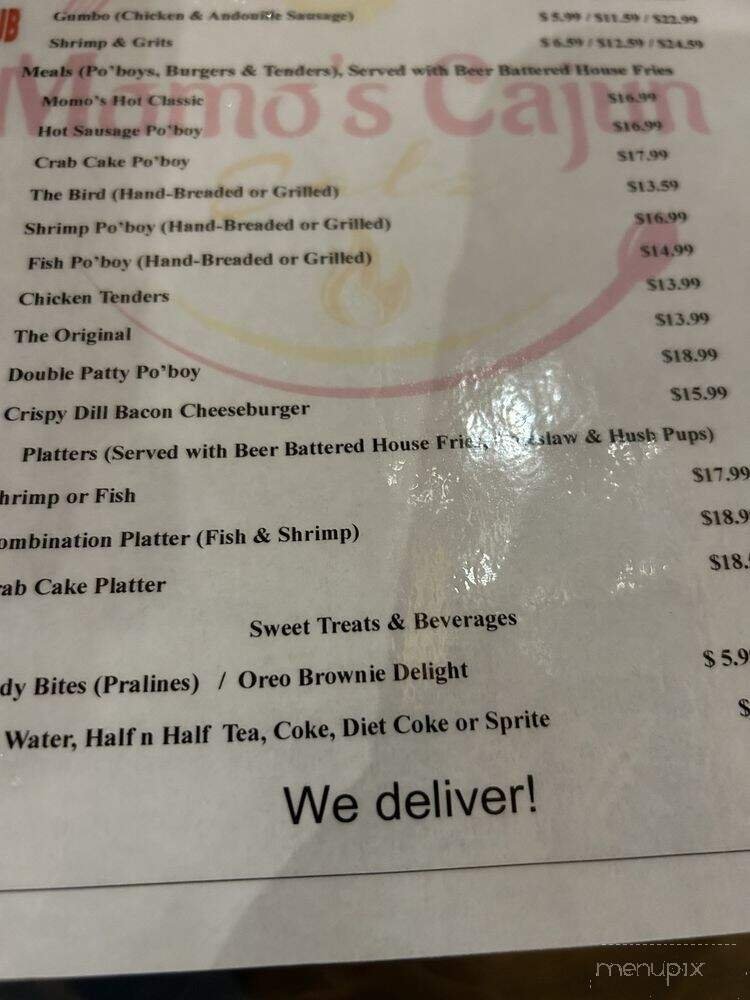 Gumbo (Chicken & Andouille Sausage) $ 5.99 / $11.59 / $22.99
Shrimp & Grits $ 6.59 / $12.59 / $24.59
Meals (Po'boys, Burgers & Tenders), Served with Beer Battered House Fries
Momo's Cajun
Momo's Hot Classic $16.99
Hot Sausage Po'boy $16.99
Crab Cake Po'boy $17.99
The Bird (Hand-Breaded or Grilled) $13.59
Shrimp Po'boy (Hand-Breaded or Grilled) $16.99
Fish Po'boy (Hand-Breaded or Grilled) $14.99
Chicken Tenders $13.99
The Original $13.99
Double Patty Po'boy $18.99
Crispy Dill Bacon Cheeseburger $15.99
Platters (Served with Beer Battered House Frie slaw & Hush Pups)
hrimp or Fish $17.99
ombination Platter (Fish & Shrimp) $18.9
ab Cake Platter $18.
Sweet Treats & Beverages
dy Bites (Pralines) / Oreo Brownie Delight $ 5.9
Water, Half n Half Tea, Coke, Diet Coke or Sprite $
We deliver!
menupix